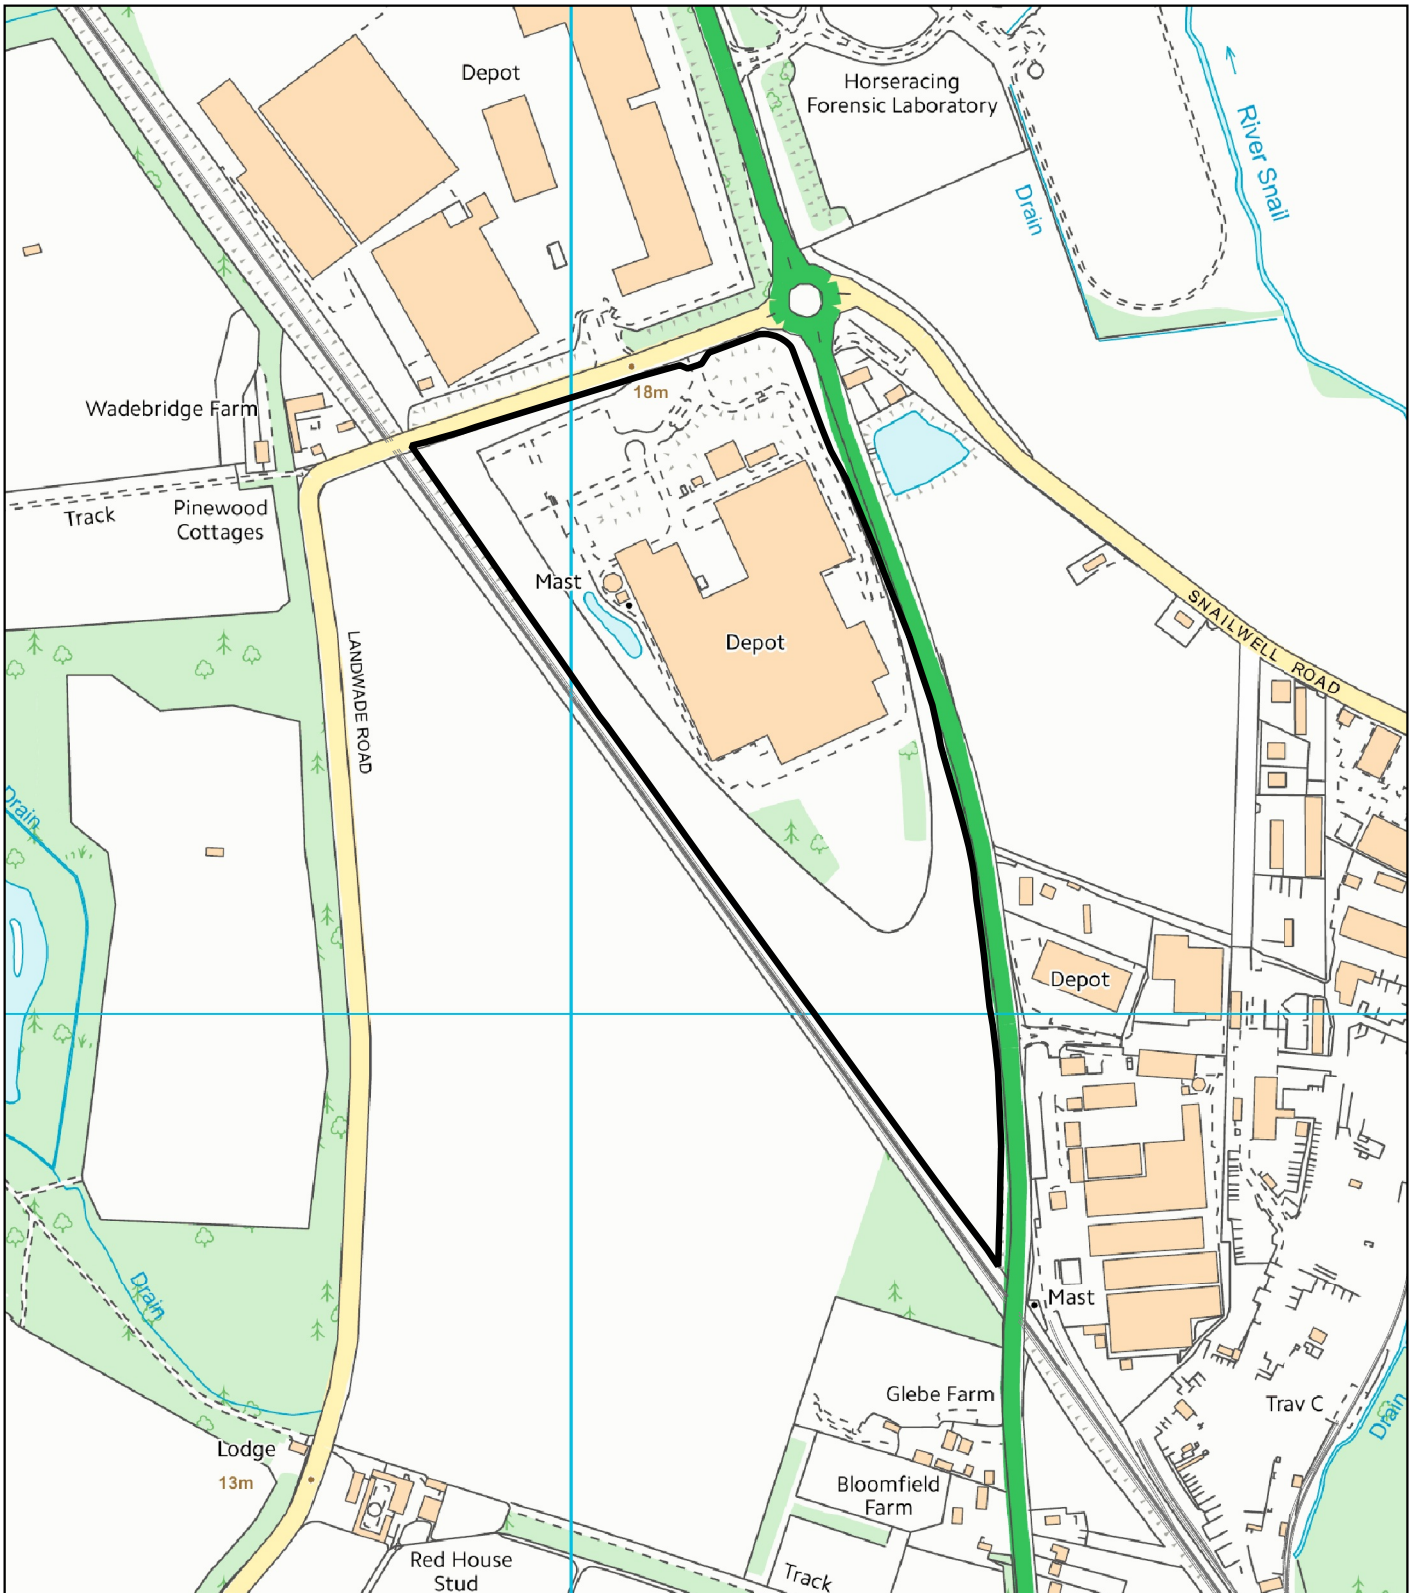 Depot
Horseracing
Forensic Laboratory
River Snail
Drain
18m
Wadebridge Farm
Track
Pinewood
Cottages
Mast
Depot
SNAILWELL ROAD
LANDWADE ROAD
Drain
Depot
Drain
Mast
Glebe Farm
Trav C
Drain
Lodge
13m
Bloomfield
Farm
Red House
Stud
Track